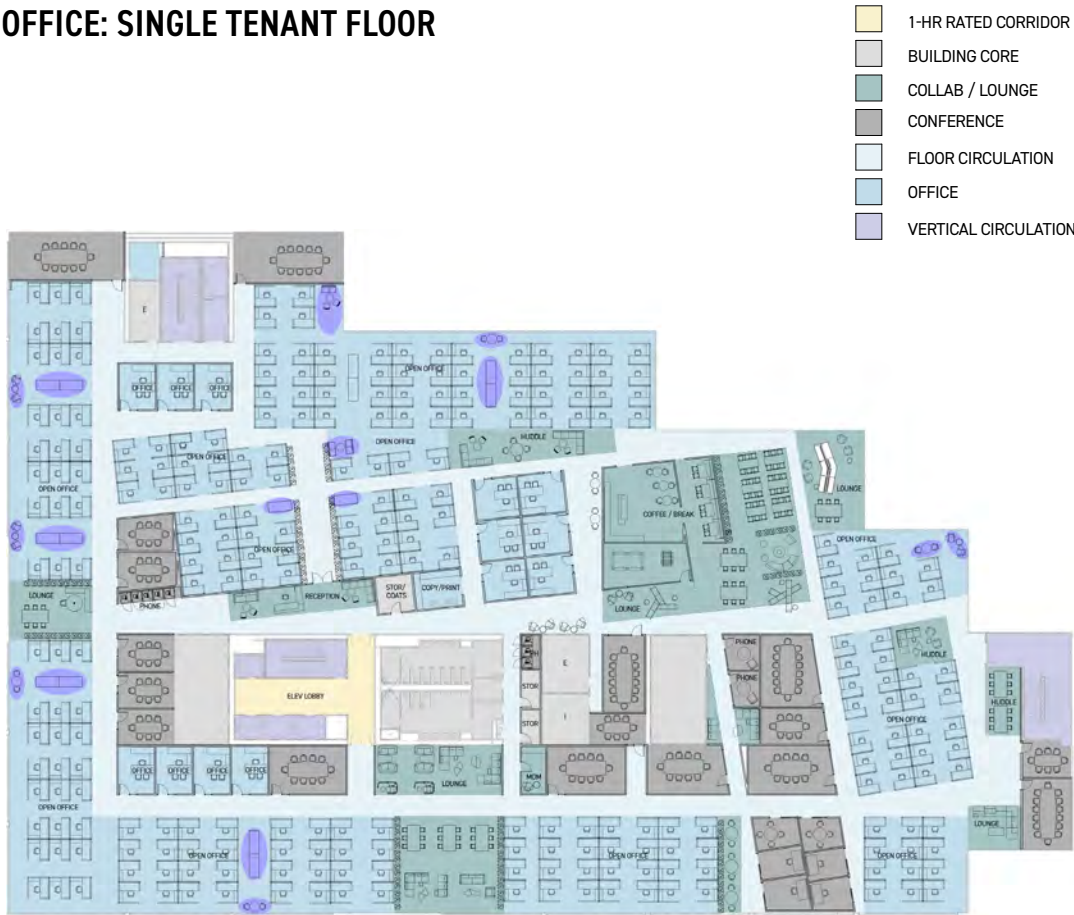 OFFICE: SINGLE TENANT FLOOR
1-HR RATED CORRIDOR
BUILDING CORE
COLLAB / LOUNGE
CONFERENCE
FLOOR CIRCULATION
OFFICE
VERTICAL CIRCULATION
E
OPEN OFFICE
OFFICE
OFFICE
OFFICE
OPEN OFFICE
HUDDLE
OPEN OFFICE
OPEN OFFICE
LOUNGE
COFFEE / BREAK
OPEN OFFICE
OPEN OFFICE
STOR/
COATS
COPY/PRINT
LOUNGE
RECEPTION
PHONE
LOUNGE
PHONE
HUDDLE
E
PHONE
ELEV LOBBY
STOR
HUDDLE
T
STOR
OPEN OFFICE
OFFICE
OFFICE
OFFICE
OFFICE
LOUNGE
MOM
OPEN OFFICE
LOUNGE
OPEN OFFICE
OPEN OFFICE
OPEN OFFICE